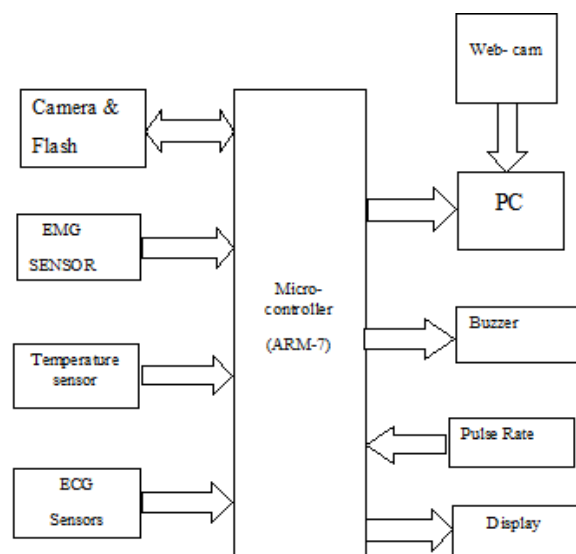 Web- cam
Camera &
Flash
PC
EMG
SENSOR
Micro-
controller
(ARM-7)
Buzzer
Temperature
sensor
Pulse Rate
ECG
Sensors
Display